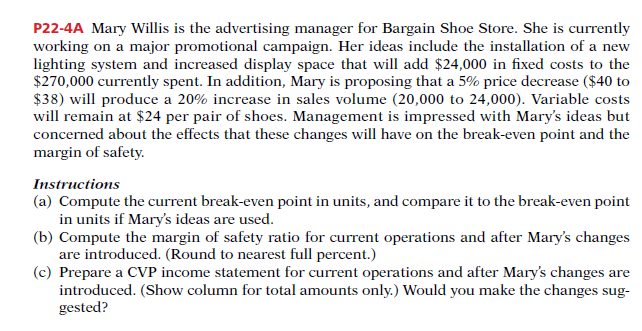 P22-4A Mary Willis is the advertising manager for Bargain Shoe Store. She is currently
working on a major promotional campaign. Her ideas include the installation of a new
lighting system and increased display space that will add $24,000 in fixed costs to the
$270,000 currently spent. In addition, Mary is proposing that a 5% price decrease ($40 to
$38) will produce a 20% increase in sales volume (20,000 to 24,000). Variable costs
will remain at $24 per pair of shoes. Management is impressed with Mary's ideas but
concerned about the effects that these changes will have on the break-even point and the
margin of safety.
Instructions
(a) Compute the current break-even point in units, and compare it to the break-even point
in units if Mary's ideas are used.
(b) Compute the margin of safety ratio for current operations and after Mary's changes
are introduced. (Round to nearest full percent.)
(c) Prepare a CVP income statement for current operations and after Mary's changes are
introduced. (Show column for total amounts only.) Would you make the changes sug-
gested?